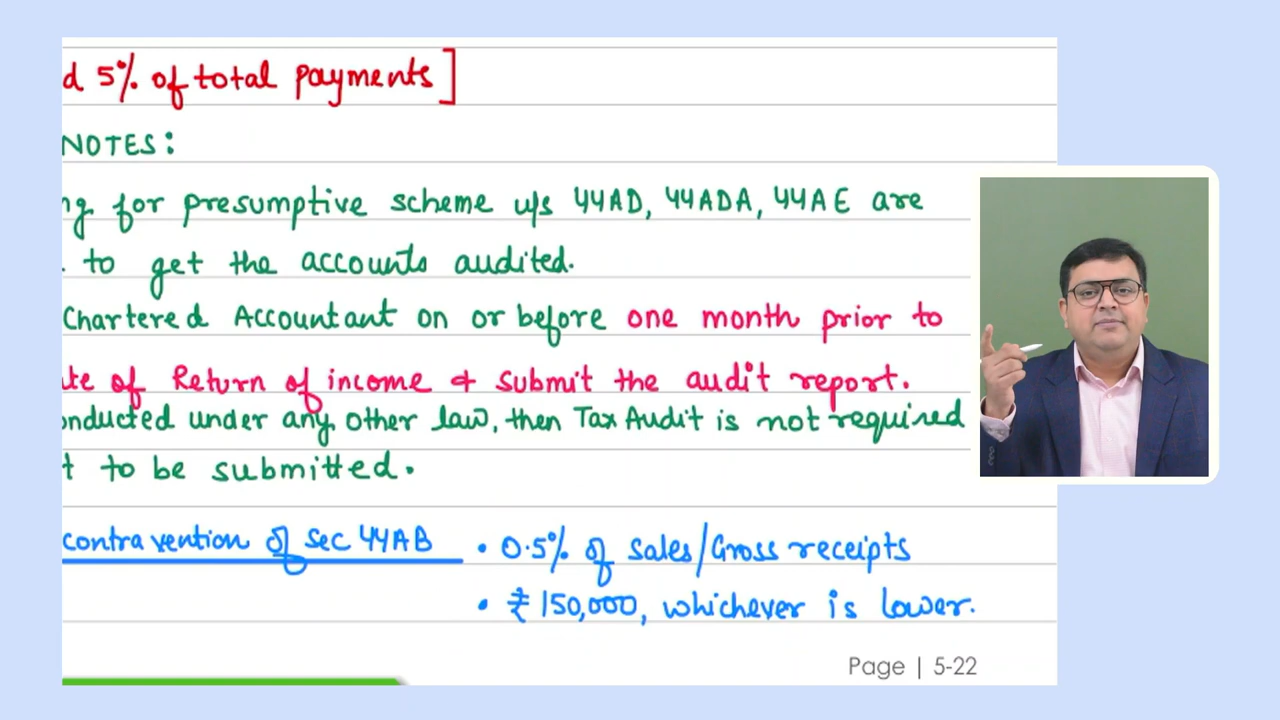 d 5% of total payments]
NOTES:
ng for presumptive scheme u/s 44AD, 44ADA, 44AE are
. to get the accounts audited.
Chartered Accountant on or before one month prior to
te of Return of income & submit the audit report.
onducted under any other law, then Tax Audit is not required
t to be submitted.
contravention of Sec 44AB
• 0.5% of sales/Gross receipts
• ₹ 150,000, whichever is lower.
Page | 5-22